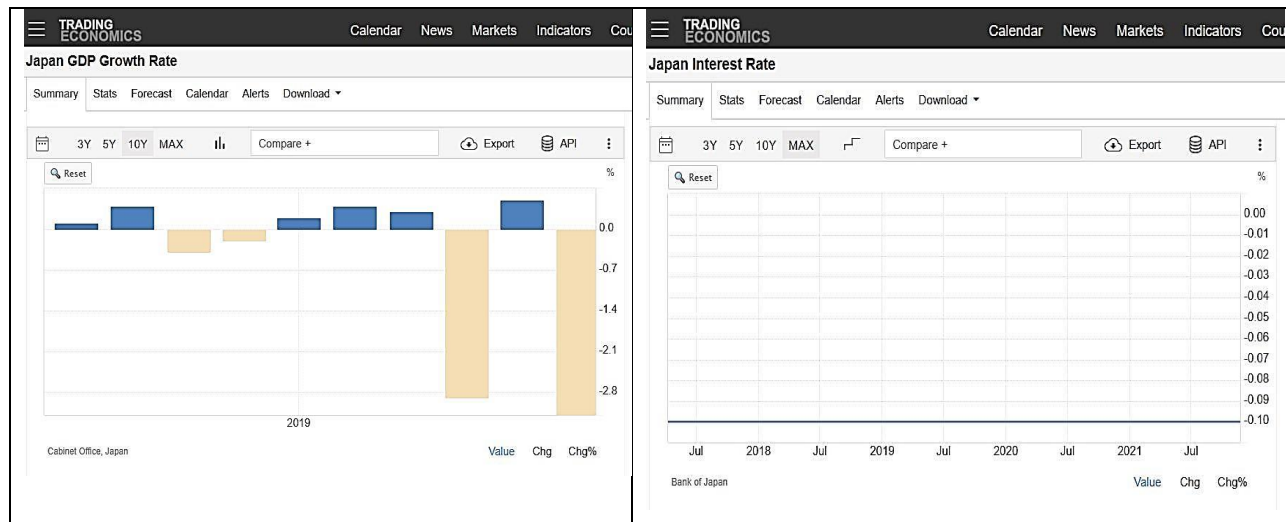 TRADING
ECONOMICS
Calendar News Markets Indicators Cou
Japan GDP Growth Rate
Summary Stats Forecast Calendar Alerts Download
3Y 5Y 10Y MAX Compare + Export API
Reset
%
0.0
-0.7
-1.4
-2.1
-2.8
2019
Cabinet Office, Japan
Value Chg Chg%
TRADING
ECONOMICS
Calendar News Markets Indicators Cou
Japan Interest Rate
Summary Stats Forecast Calendar Alerts Download
3Y 5Y 10Y MAX Compare + Export API
Reset
%
0.00
-0.01
-0.02
-0.03
-0.04
-0.05
-0.06
-0.07
-0.08
-0.09
-0.10
Jul 2018 Jul 2019 Jul 2020 Jul 2021 Jul
Bank of Japan
Value Chg Chg%